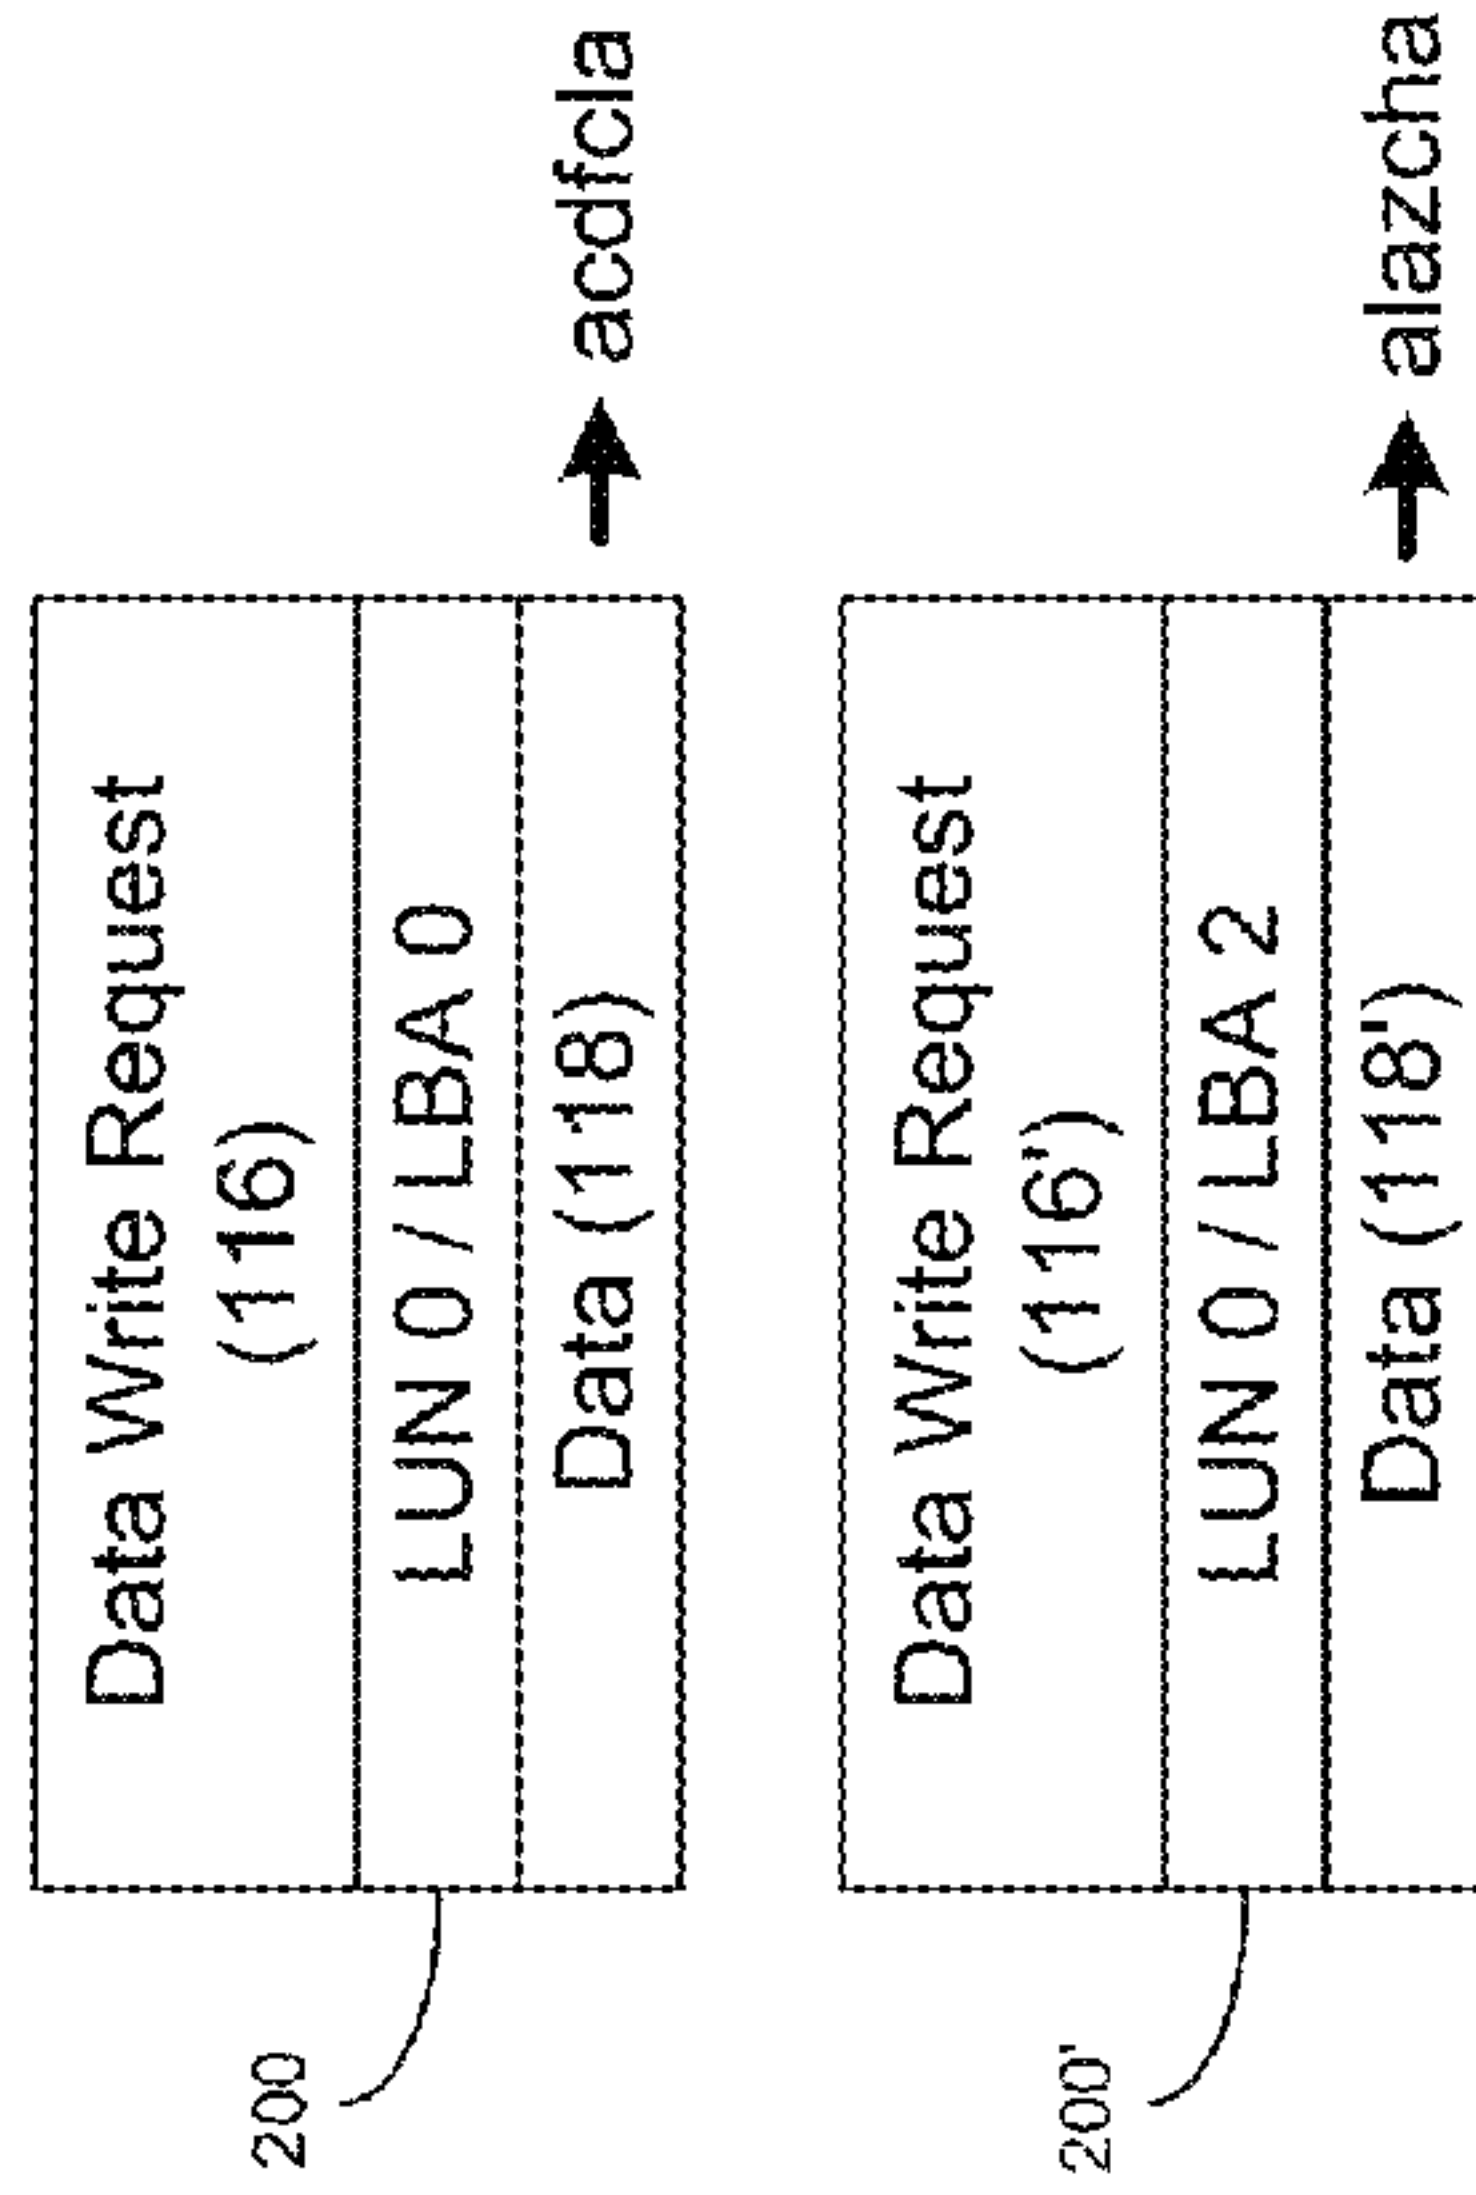 Data Write Request
(116)
200
LUN 0 / LBA 0
Data (118)
acdfcla
Data Write Request
(116')
200'
LUN 0 / LBA 2
Data (118')
alazcha